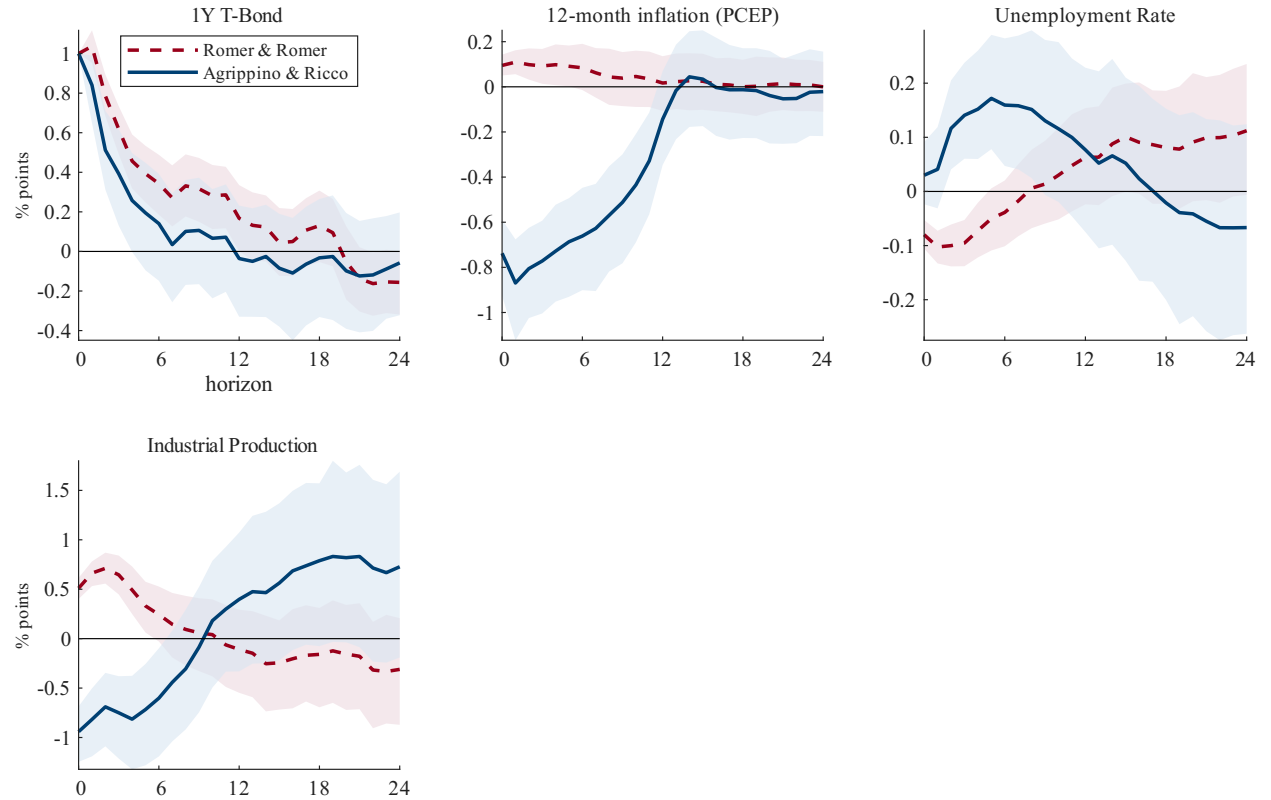 1Y T-Bond
Romer & Romer
Agrippino & Ricco
% points
1
0.8
0.6
0.4
0.2
0
-0.2
-0.4
0 6 12 18 24
horizon
12-month inflation (PCEP)
0.2
0
-0.2
-0.4
-0.6
-0.8
-1
0 6 12 18 24
Unemployment Rate
0.2
0.1
0
-0.1
-0.2
0 6 12 18 24
Industrial Production
% points
1.5
1
0.5
0
-0.5
-1
0 6 12 18 24